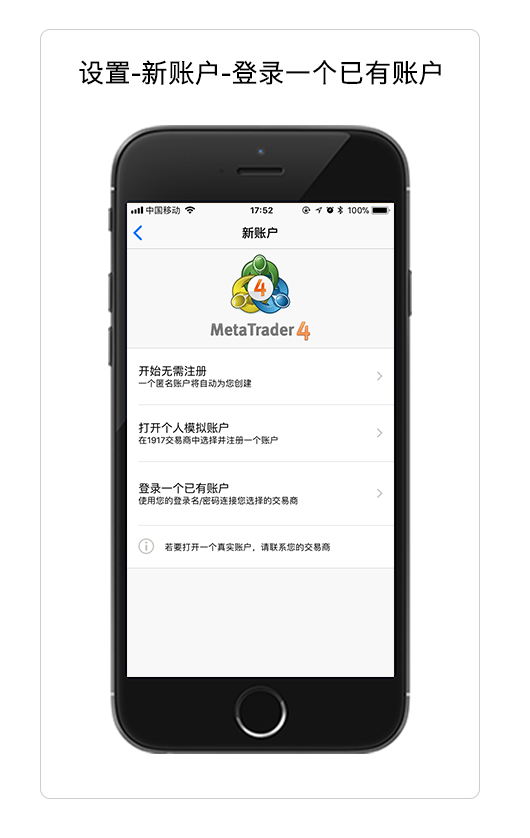 设置-新账户-登录一个已有账户
中国移动 17:52 100%
新账户
4
MetaTrader 4
开始无需注册
一个匿名账户将自动为您创建
打开个人模拟账户
在1917交易商中选择并注册一个账户
登录一个已有账户
使用您的登录名/密码连接您选择的交易商
若要打开一个真实账户，请联系您的交易商